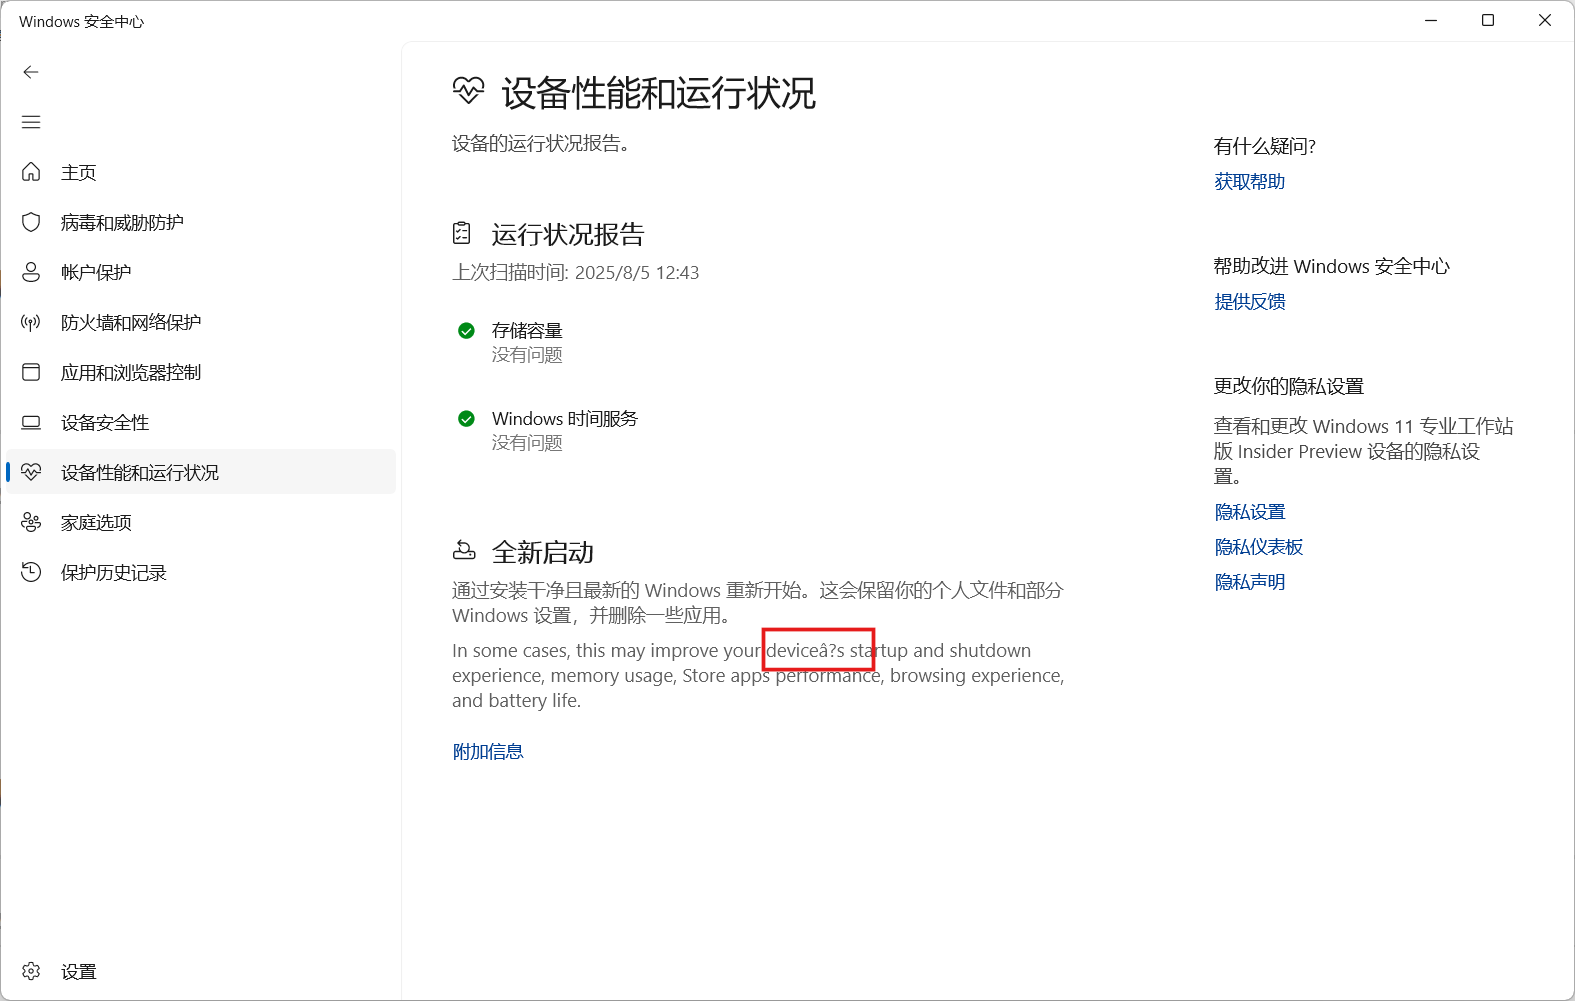 Windows 安全中心
主页
病毒和威胁防护
帐户保护
防火墙和网络保护
应用和浏览器控制
设备安全性
设备性能和运行状况
家庭选项
保护历史记录
设置
设备性能和运行状况
设备的运行状况报告。
运行状况报告
上次扫描时间: 2025/8/5 12:43
存储容量
没有问题
Windows 时间服务
没有问题
全新启动
通过安装干净且最新的 Windows 重新开始。这会保留你的个人文件和部分
Windows 设置，并删除一些应用。
In some cases, this may improve your deviceâ?s startup and shutdown
experience, memory usage, Store apps performance, browsing experience,
and battery life.
附加信息
有什么疑问?
获取帮助
帮助改进 Windows 安全中心
提供反馈
更改你的隐私设置
查看和更改 Windows 11 专业工作站
版 Insider Preview 设备的隐私设
置。
隐私设置
隐私仪表板
隐私声明